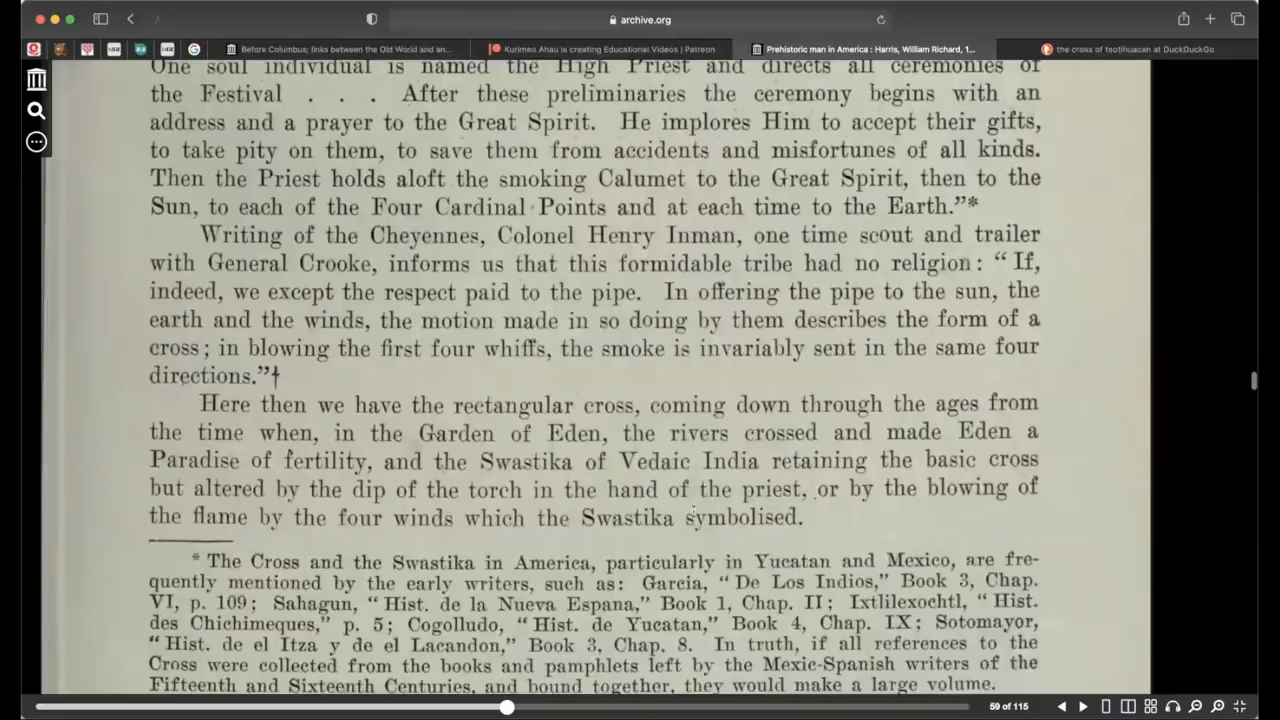 archive.org
Before Columbus; links between the Old World and an...
Kurimeo Ahau is creating Educational Videos | Patreon
Prehistoric man in America : Harris, William Richard, 1...
the cross of teotihuacan at DuckDuckGo
One soul individual is named the High Priest and directs all ceremonies of
the Festival . . . After these preliminaries the ceremony begins with an
address and a prayer to the Great Spirit. He implores Him to accept their gifts,
to take pity on them, to save them from accidents and misfortunes of all kinds.
Then the Priest holds aloft the smoking Calumet to the Great Spirit, then to the
Sun, to each of the Four Cardinal Points and at each time to the Earth.”*
Writing of the Cheyennes, Colonel Henry Inman, one time scout and trailer
with General Crooke, informs us that this formidable tribe had no religion: “If,
indeed, we except the respect paid to the pipe. In offering the pipe to the sun, the
earth and the winds, the motion made in so doing by them describes the form of a
cross; in blowing the first four whiffs, the smoke is invariably sent in the same four
directions.”†
Here then we have the rectangular cross, coming down through the ages from
the time when, in the Garden of Eden, the rivers crossed and made Eden a
Paradise of fertility, and the Swastika of Vedaic India retaining the basic cross
but altered by the dip of the torch in the hand of the priest, or by the blowing of
the flame by the four winds which the Swastika symbolised.
* The Cross and the Swastika in America, particularly in Yucatan and Mexico, are fre-
quently mentioned by the early writers, such as: Garcia, “De Los Indios,” Book 3, Chap.
VI, p. 109; Sahagun, “Hist. de la Nueva Espana,” Book 1, Chap. II; Ixtlilexochtl, “Hist.
des Chichimeques,” p. 5; Cogolludo, “Hist. de Yucatan,” Book 4, Chap. IX; Sotomayor,
“Hist. de el Itza y de el Lacandon,” Book 3, Chap. 8. In truth, if all references to the
Cross were collected from the books and pamphlets left by the Mexic-Spanish writers of the
Fifteenth and Sixteenth Centuries, and bound together, they would make a large volume.
59 of 115